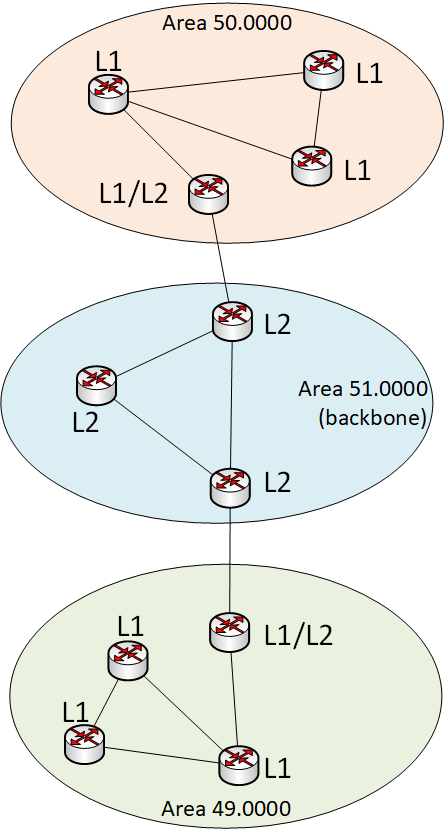 Area 50.0000
L1
L1
L1
L1/L2
L2
Area 51.0000
(backbone)
L2
L2
L1
L1/L2
L1
L1
Area 49.0000